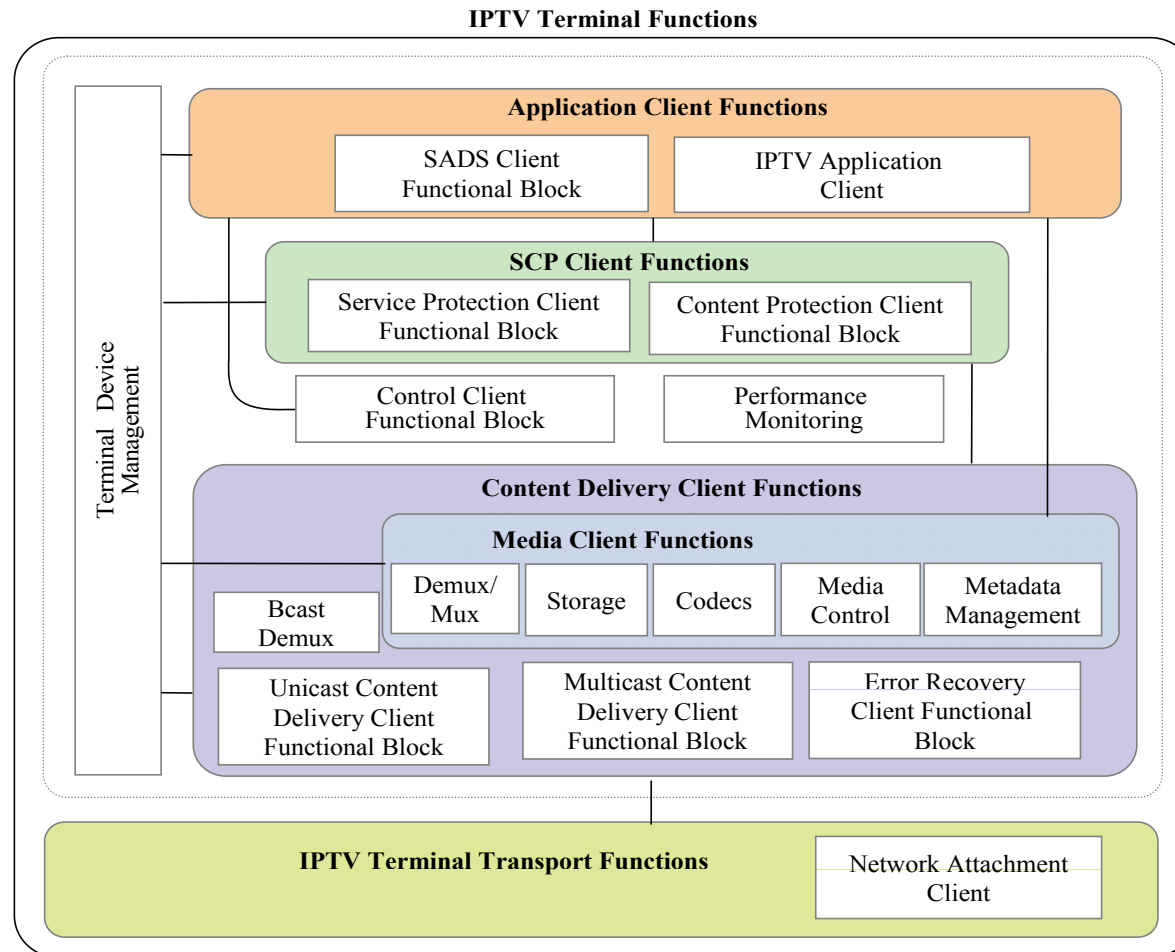 IPTV Terminal Functions
Application Client Functions
SADS Client
Functional Block
IPTV Application
Client
SCP Client Functions
Service Protection Client
Functional Block
Content Protection Client
Functional Block
Control Client
Functional Block
Performance
Monitoring
Terminal Device
Management
Content Delivery Client Functions
Media Client Functions
Demux/
Mux
Storage
Codecs
Media
Control
Metadata
Management
Bcast
Demux
Unicast Content
Delivery Client
Functional Block
Multicast Content
Delivery Client
Functional Block
Error Recovery
Client Functional
Block
IPTV Terminal Transport Functions
Network Attachment
Client